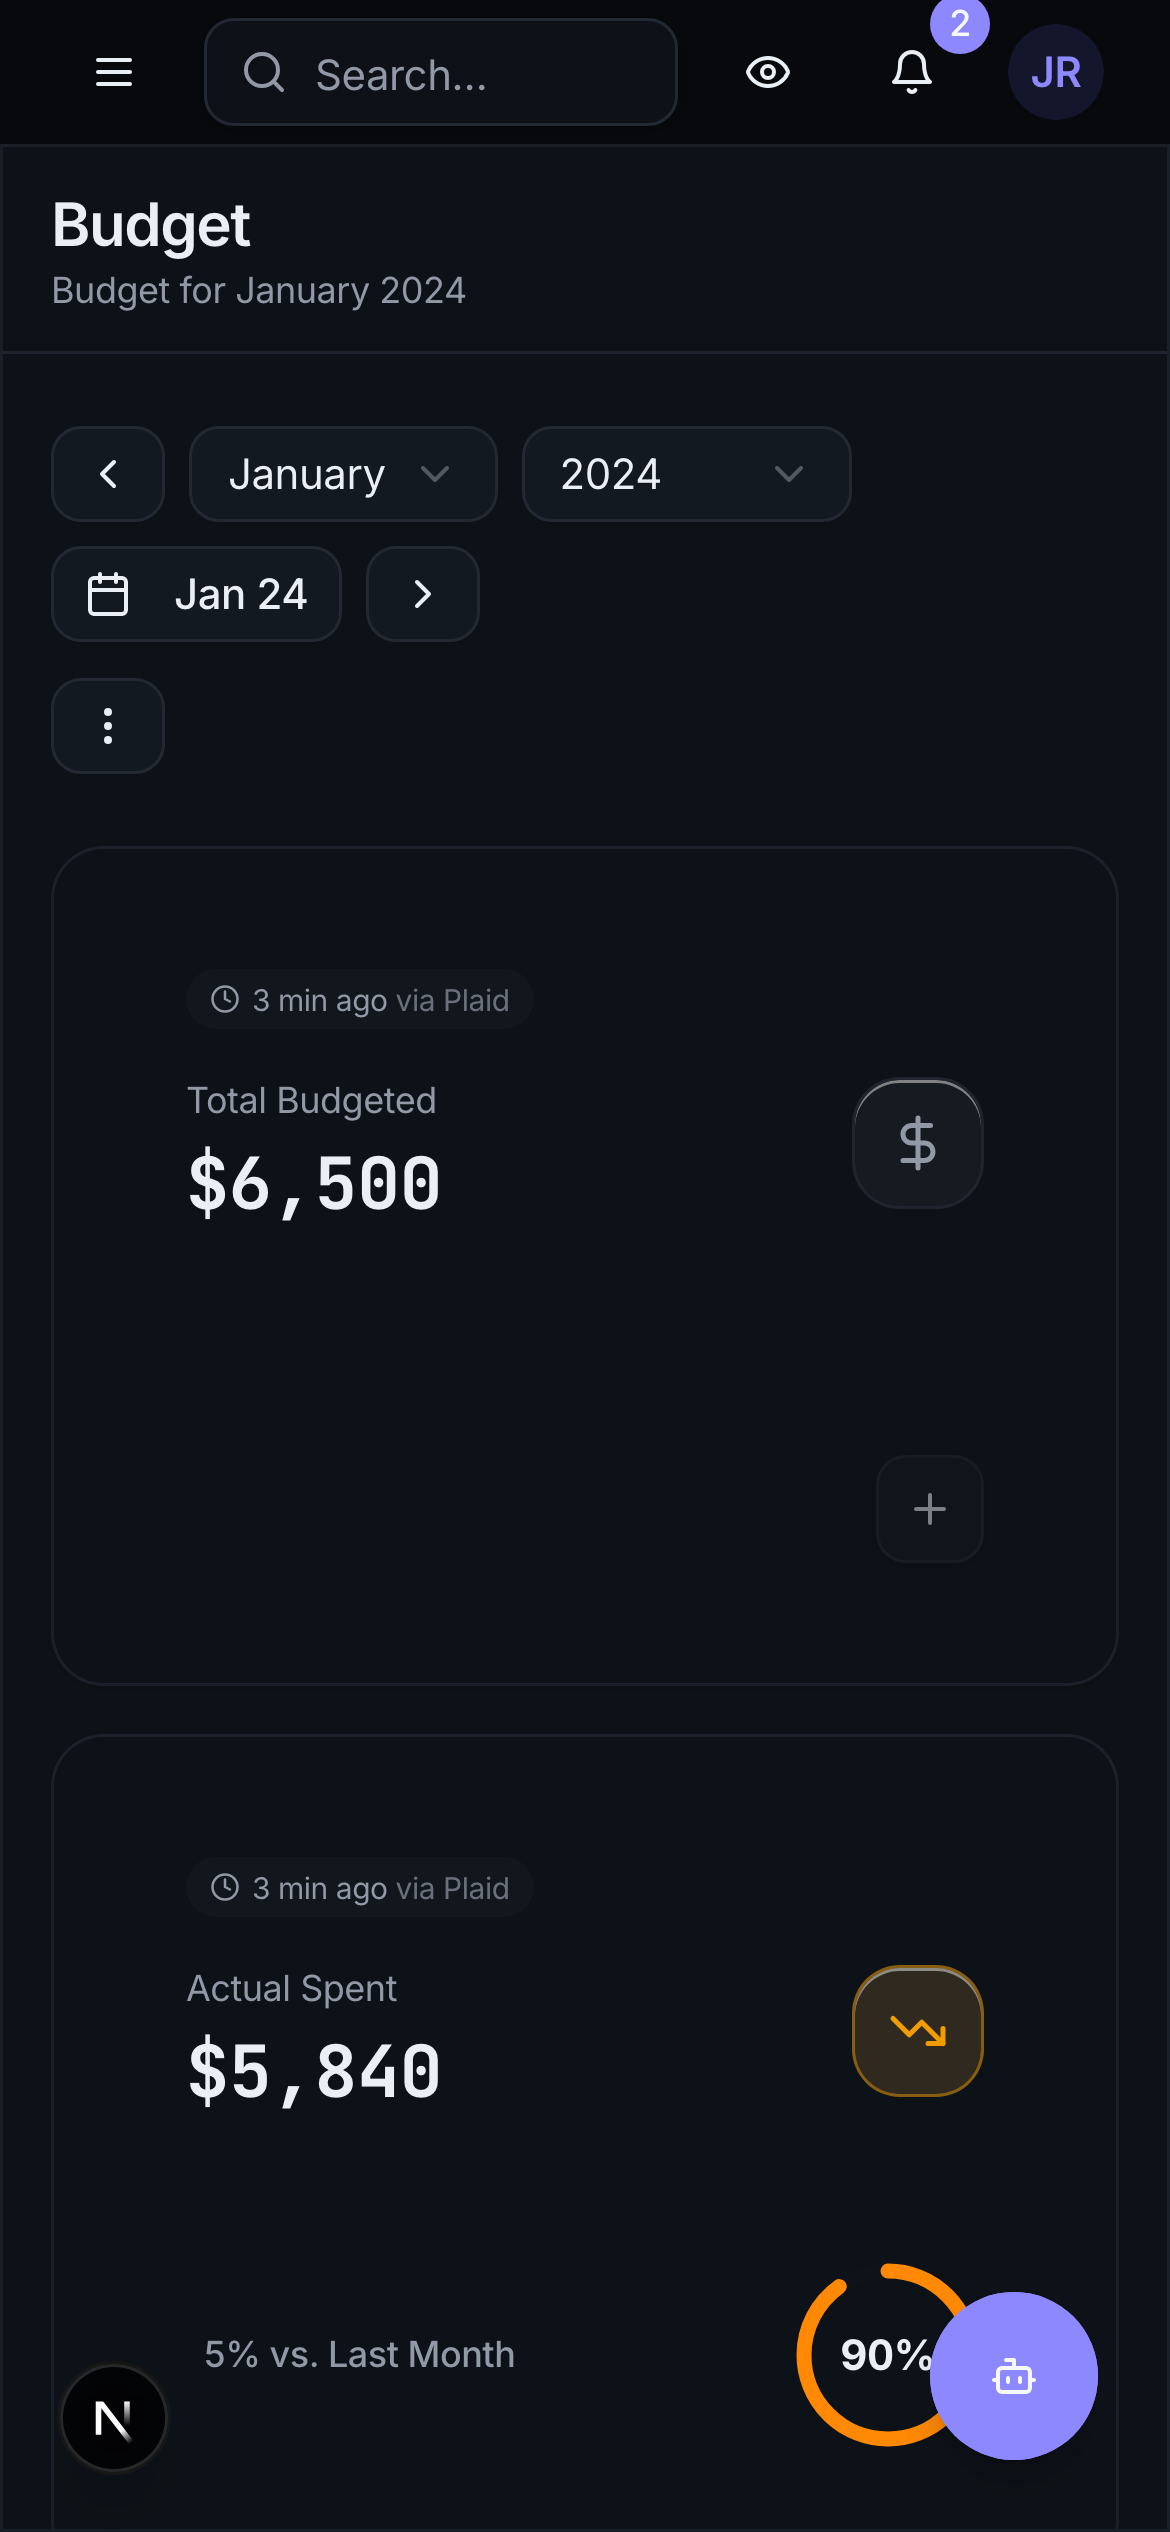 Search...
2
JR
Budget
Budget for January 2024
January
2024
Jan 24
3 min ago via Plaid
Total Budgeted
$6,500
3 min ago via Plaid
Actual Spent
$5,840
5% vs. Last Month
90%
N